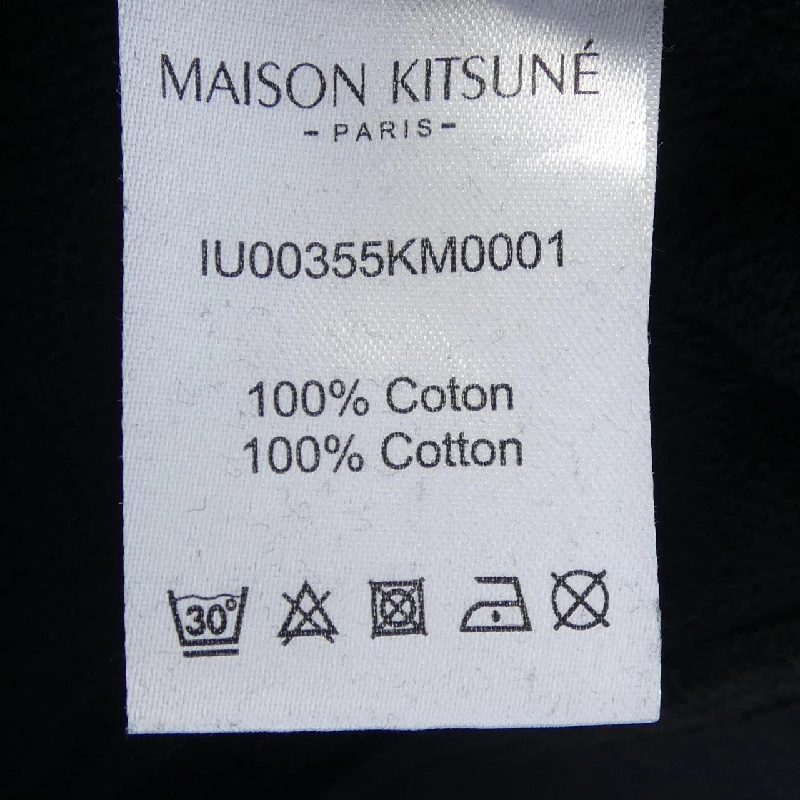 MAISON KITSUNÉ
-PARIS-
IU00355KM0001
100% Coton
100% Cotton
30°